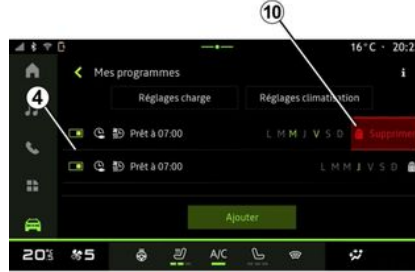 10
16°C · 20:2
Mes programmes
i
4
Réglages charge Réglages climatisation
Prêt à 07:00 L M M J V S D Supprimer
Prêt à 07:00 L M M J V S D
Ajouter
20°5 5 A/C